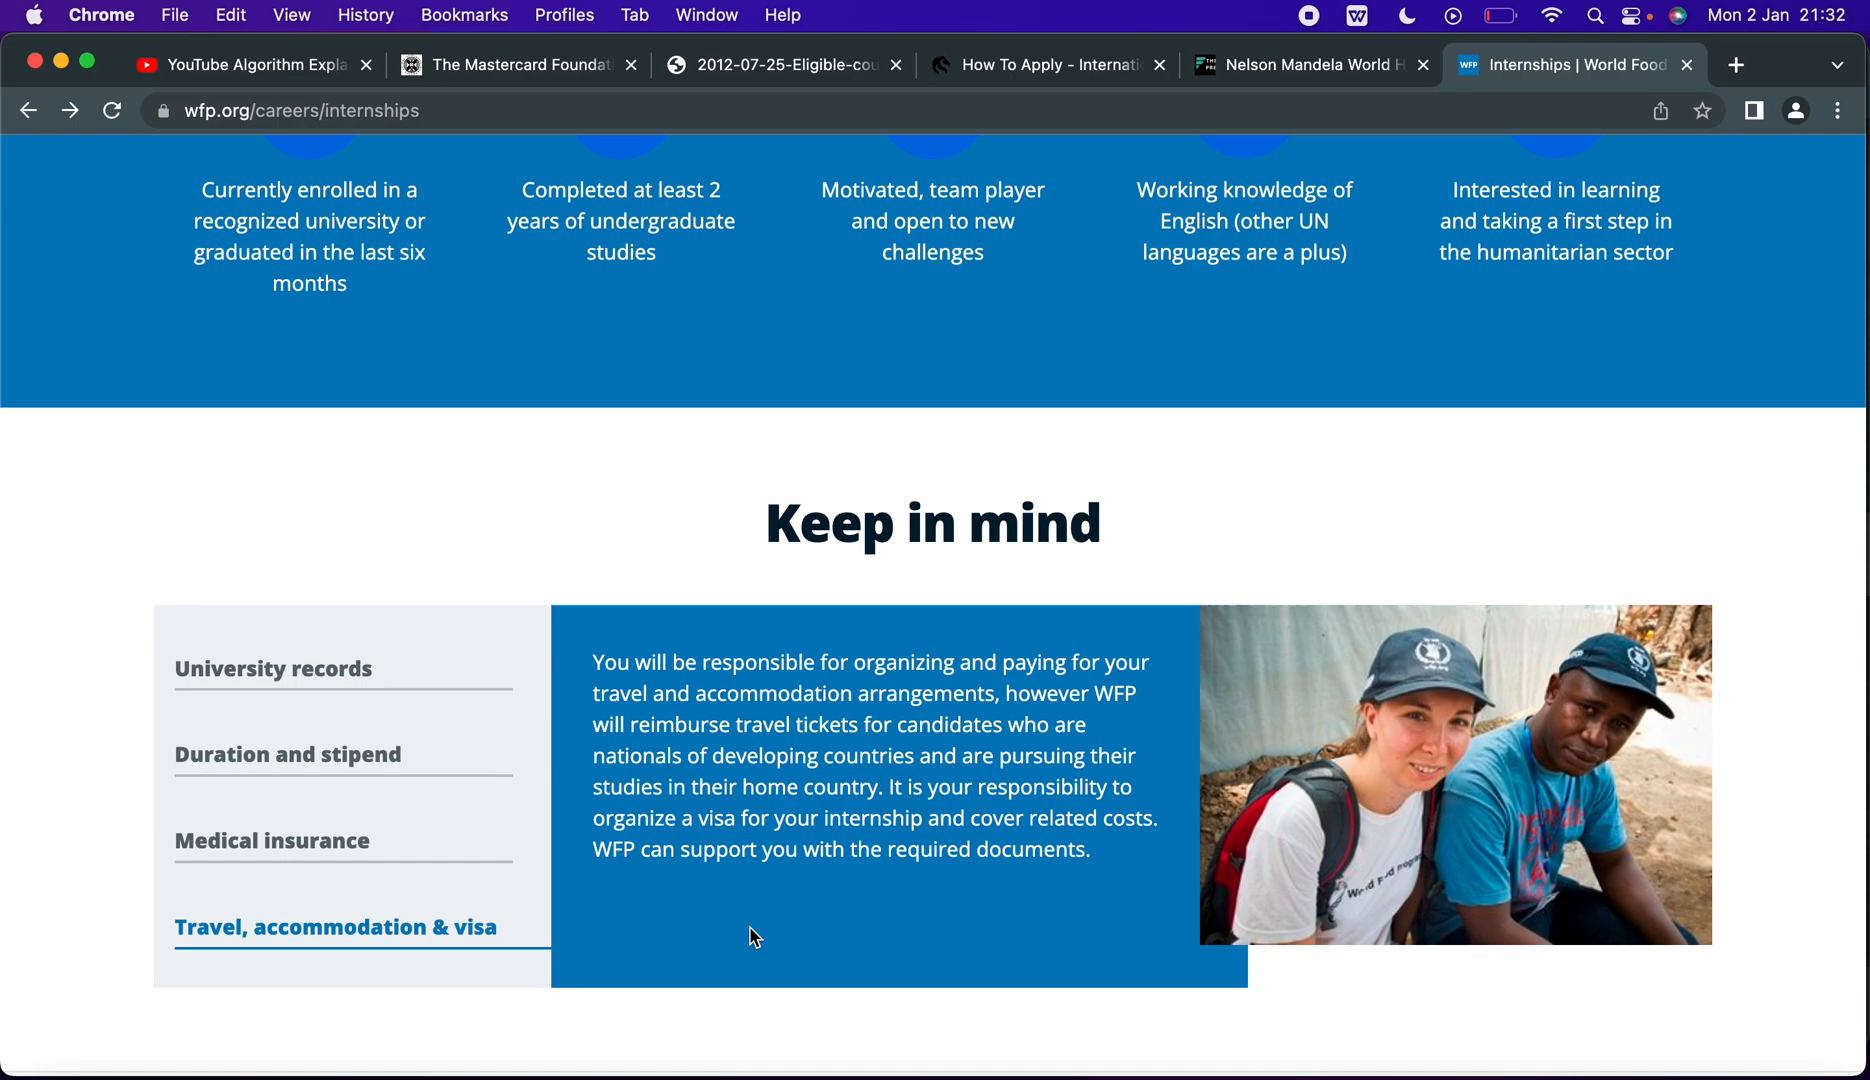 Chrome File Edit View History Bookmarks Profiles Tab Window Help Mon 2 Jan 21:32
YouTube Algorithm Expla The Mastercard Foundat 2012-07-25-Eligible-cou How To Apply - Internati Nelson Mandela World H WFP Internships | World Food
wfp.org/careers/internships
Currently enrolled in a
recognized university or
graduated in the last six
months
Completed at least 2
years of undergraduate
studies
Motivated, team player
and open to new
challenges
Working knowledge of
English (other UN
languages are a plus)
Interested in learning
and taking a first step in
the humanitarian sector
Keep in mind
University records
Duration and stipend
Medical insurance
Travel, accommodation & visa
You will be responsible for organizing and paying for your
travel and accommodation arrangements, however WFP
will reimburse travel tickets for candidates who are
nationals of developing countries and are pursuing their
studies in their home country. It is your responsibility to
organize a visa for your internship and cover related costs.
WFP can support you with the required documents.